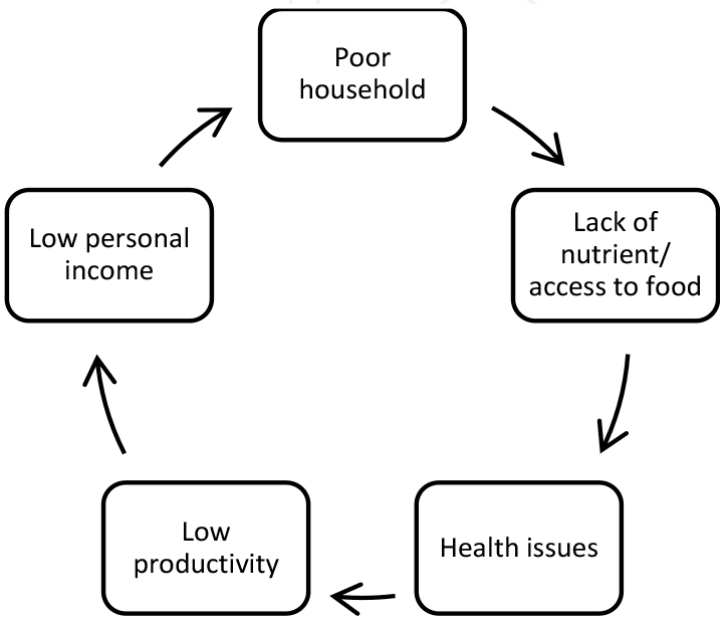 Poor
household
Lack of
nutrient/
access to food
Health issues
Low
productivity
Low personal
income